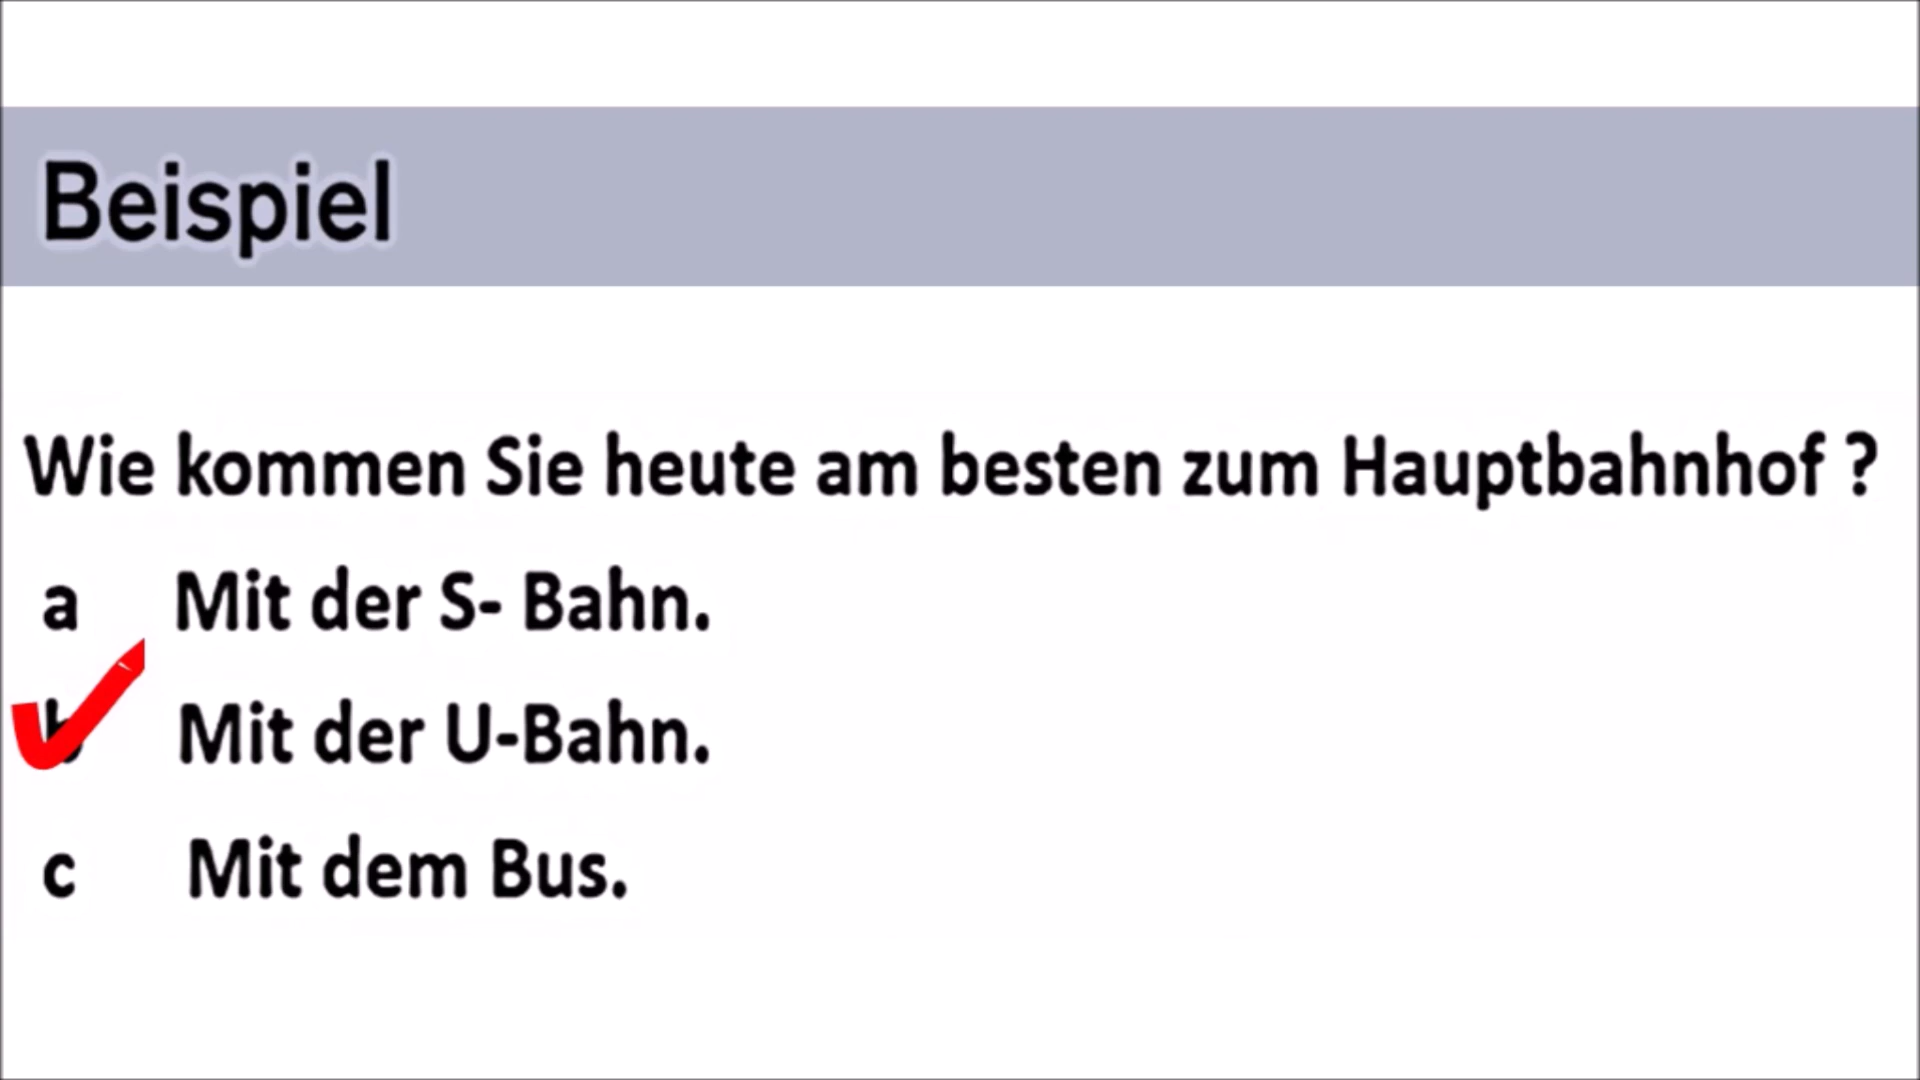 Beispiel
Wie kommen Sie heute am besten zum Hauptbahnhof ?
a Mit der S- Bahn.
b Mit der U-Bahn.
c Mit dem Bus.